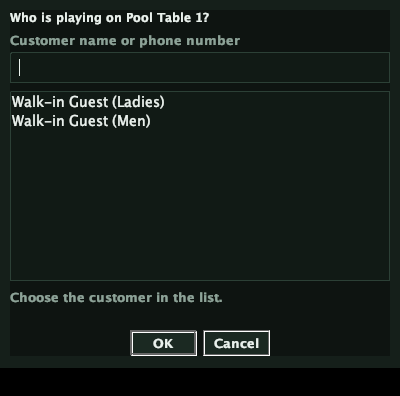 Who is playing on Pool Table 1?
Customer name or phone number
Walk-in Guest (Ladies)
Walk-in Guest (Men)
Choose the customer in the list.
OK Cancel